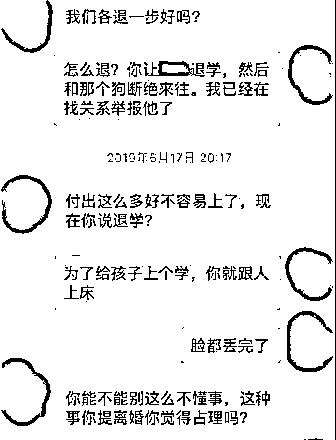 我们各退一步好吗?
怎么退?你让退学，然后
和那个狗断绝来往。我已经在
找关系举报他了
2019年6月17日 20:17
付出这么多好不容易上了，现
在你说退学?
为了给孩子上个学，你就跟人
上床
脸都丢完了
你能不能别这么不懂事，这种
事你提离婚你觉得占理吗?